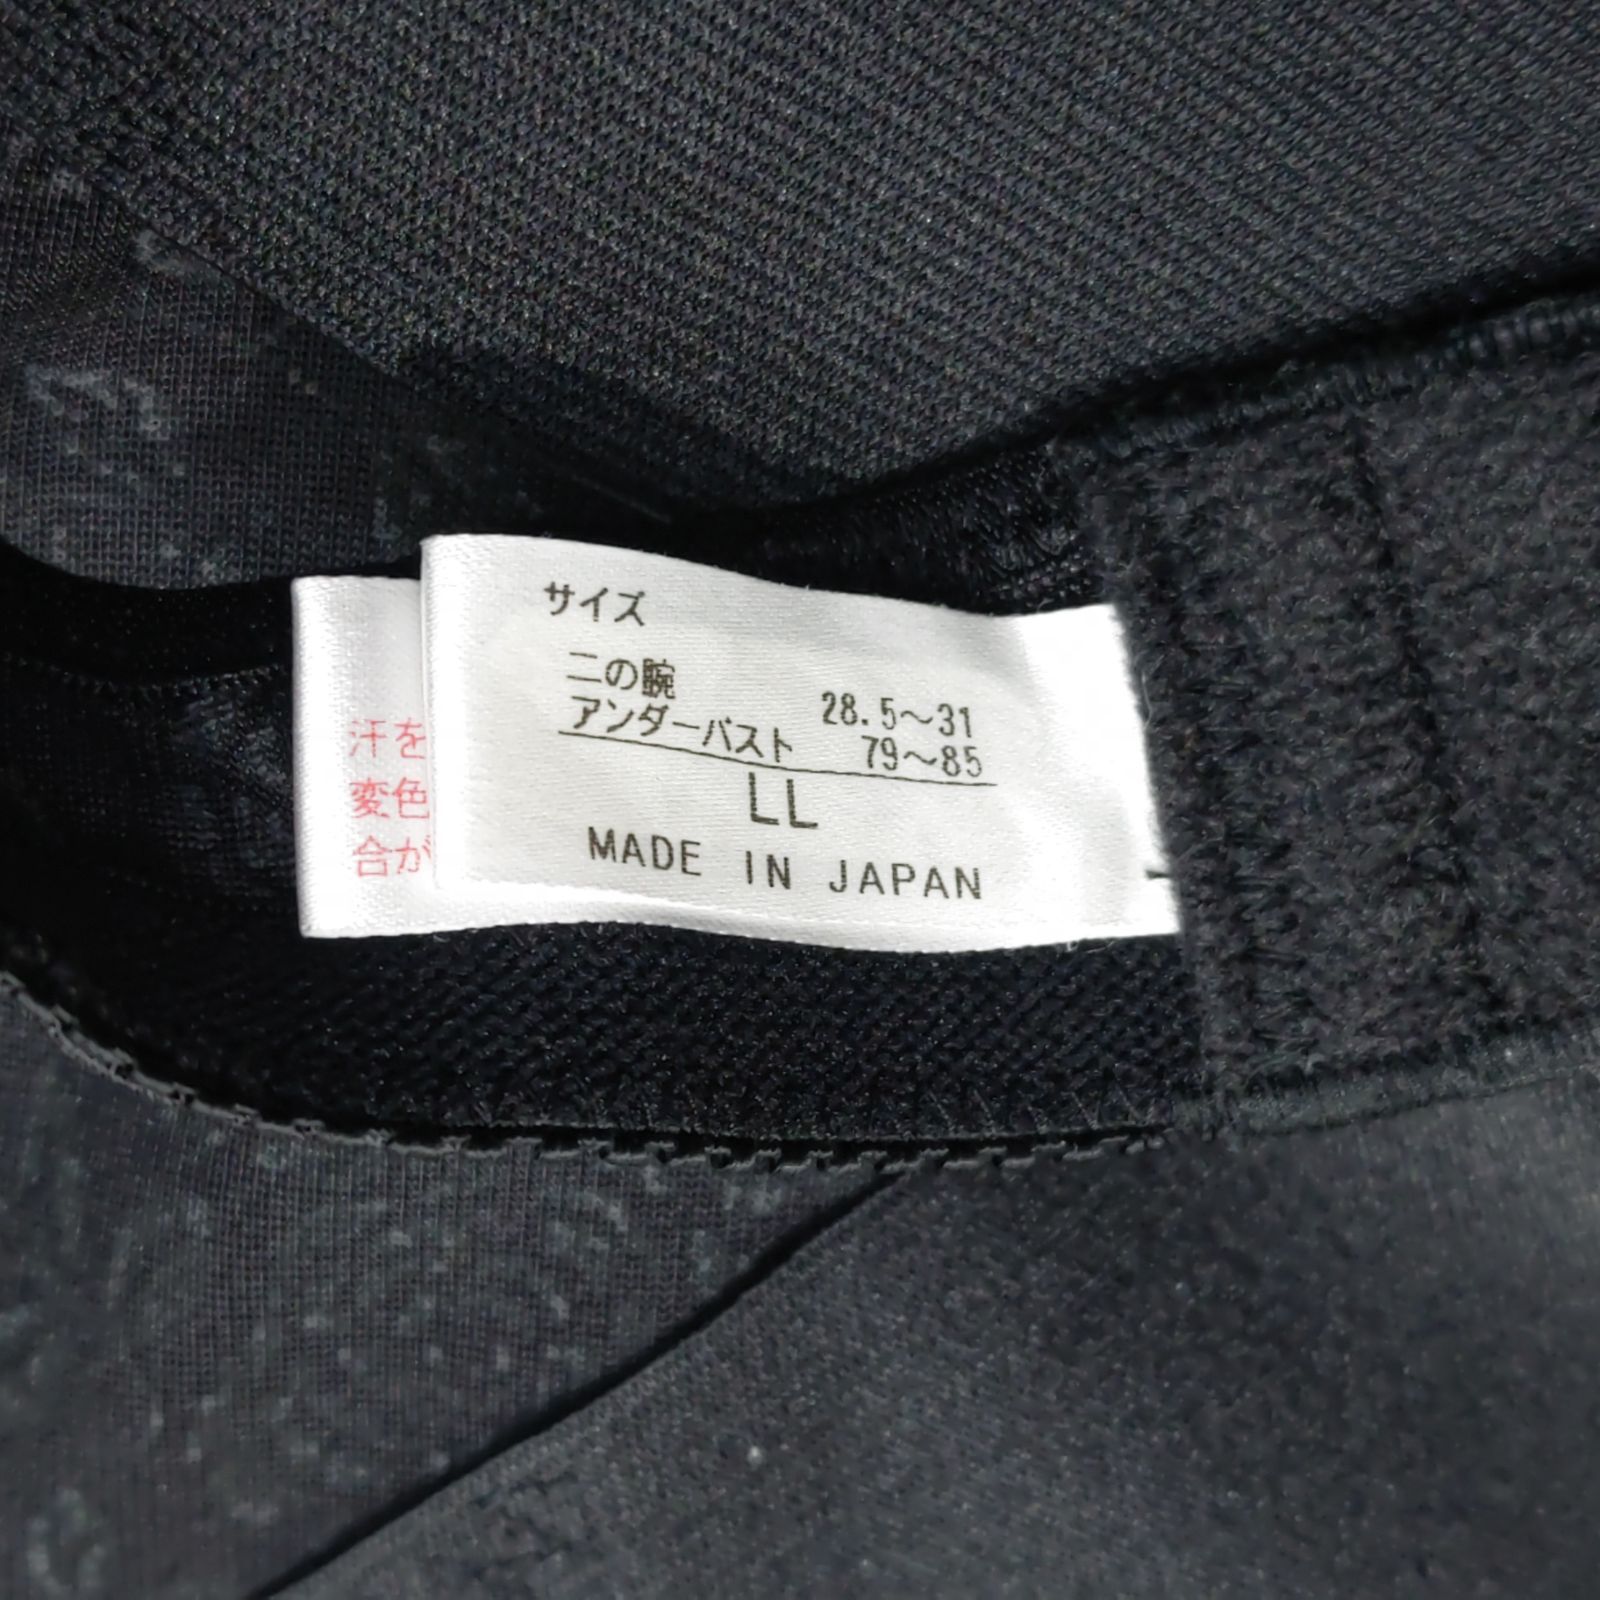 サイズ
二の腕 28.5～31
アンダーバスト 79～85
LL
MADE IN JAPAN
汗を
変色
合が